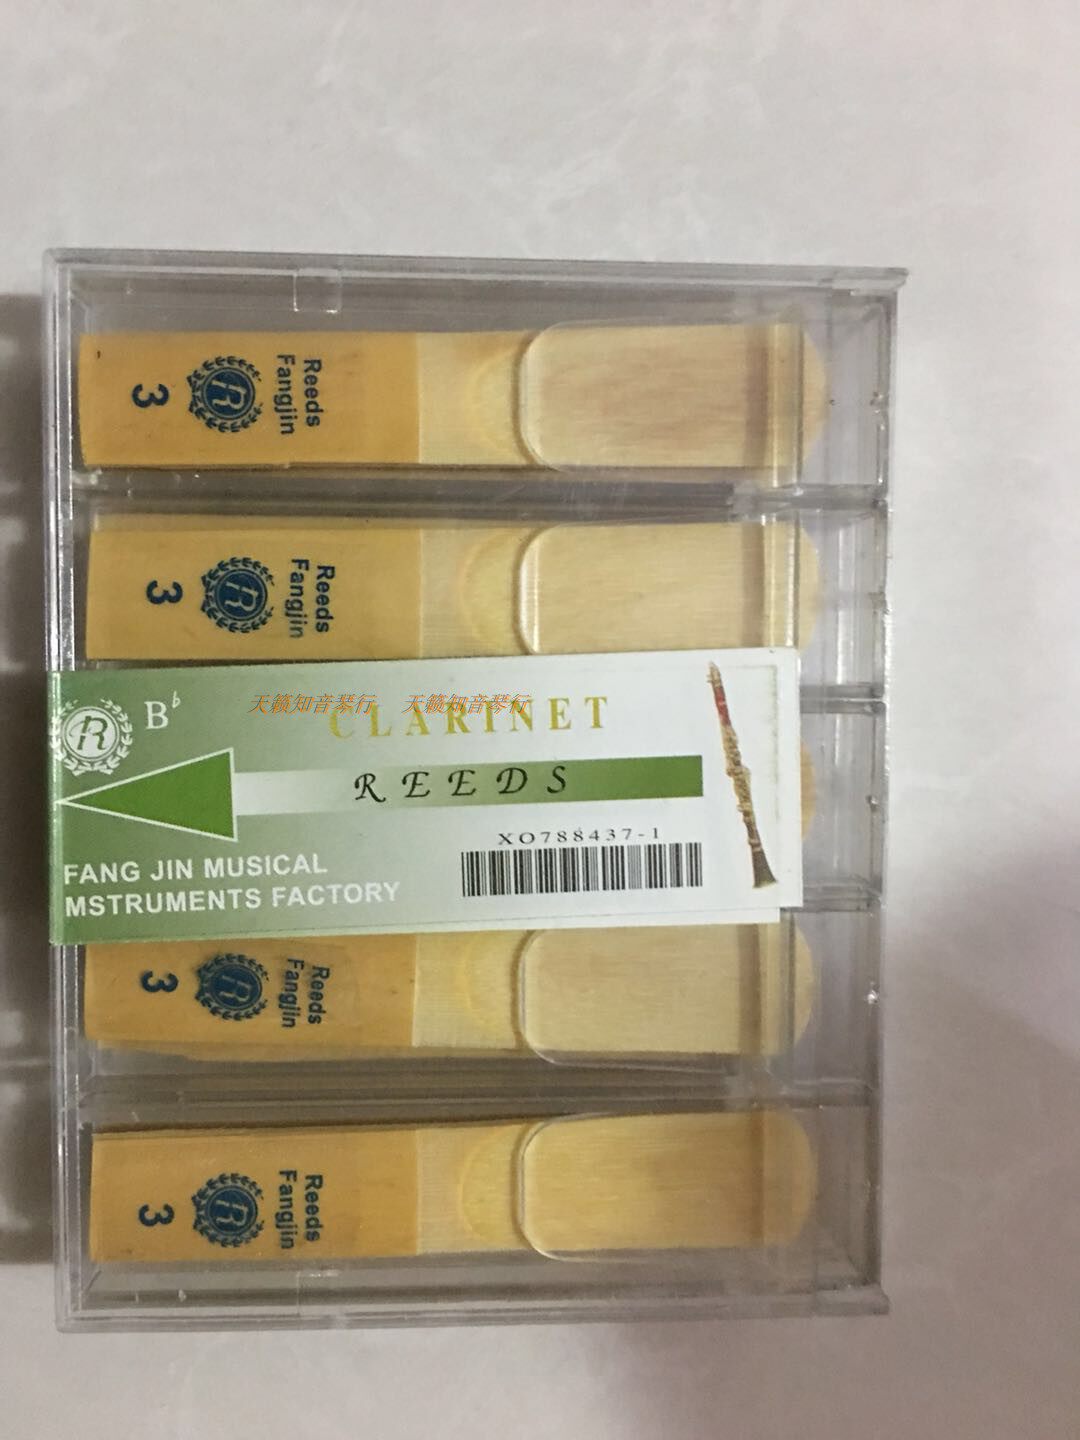 Reeds
Fangjin
R
3
Reeds
Fangjin
R
3
R
B♭
天籁知音琴行 天籁知音琴行
CLARINET
REEDS
XO788437-1
FANG JIN MUSICAL
MSTRUMENTS FACTORY
Reeds
Fangjin
R
3
Reeds
Fangjin
R
3